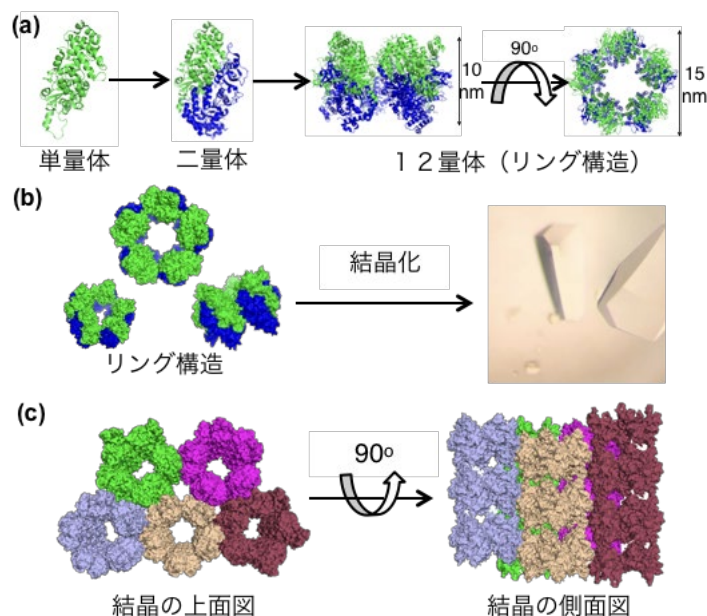 (a)
10
nm
90°
15
nm
単量体
二量体
１２量体（リング構造）
(b)
結晶化
リング構造
(c)
90°
結晶の上面図
結晶の側面図